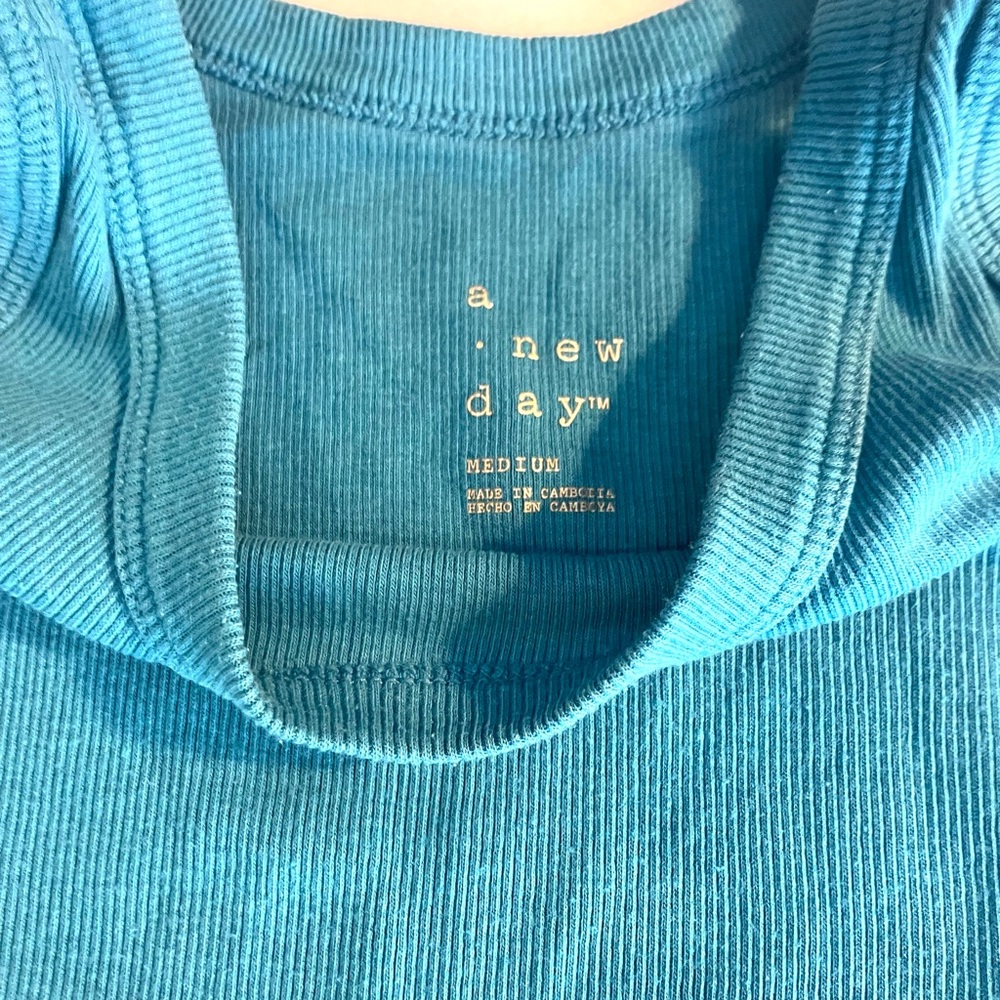 a
· new
day™
MEDIUM
MADE IN CAMBODIA
HECHO EN CAMBOYA